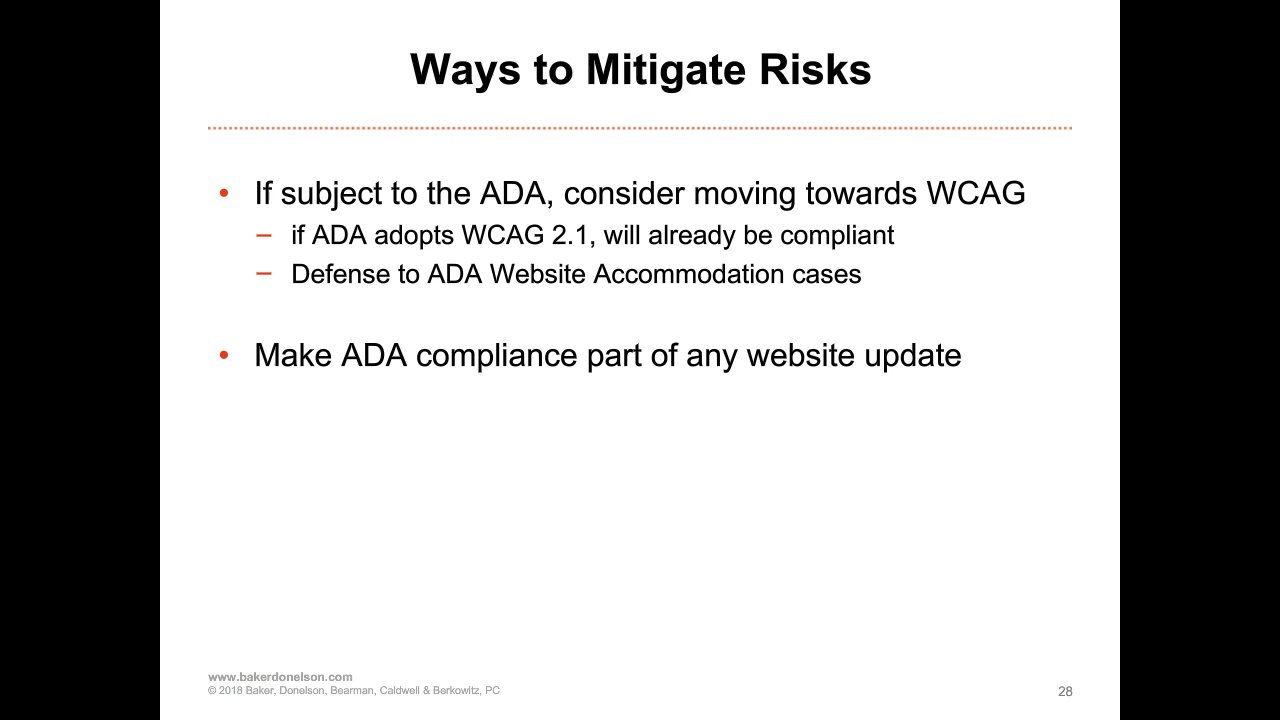 Ways to Mitigate Risks
• If subject to the ADA, consider moving towards WCAG
– if ADA adopts WCAG 2.1, will already be compliant
– Defense to ADA Website Accommodation cases
• Make ADA compliance part of any website update
www.bakerdonelson.com
© 2018 Baker, Donelson, Bearman, Caldwell & Berkowitz, PC
28